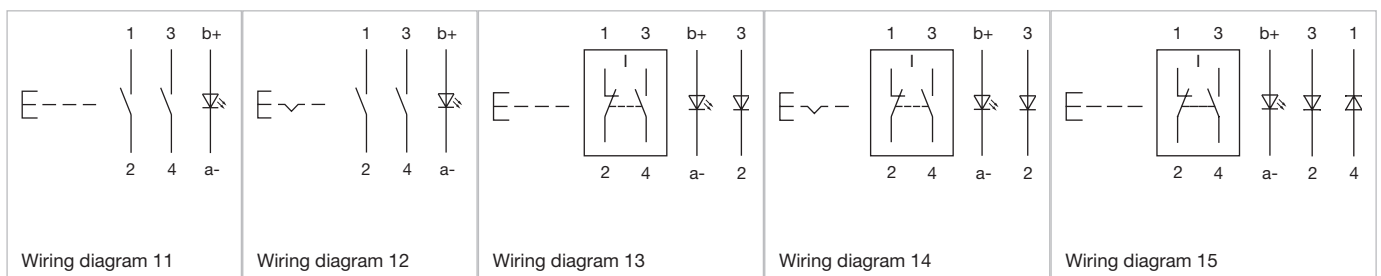 1 3 b+
2 4 a-
Wiring diagram 11
1 3 b+
2 4 a-
Wiring diagram 12
1 3 b+ 3
2 4 a- 2
Wiring diagram 13
1 3 b+ 3
2 4 a- 2
Wiring diagram 14
1 3 b+ 3 1
2 4 a- 2 4
Wiring diagram 15